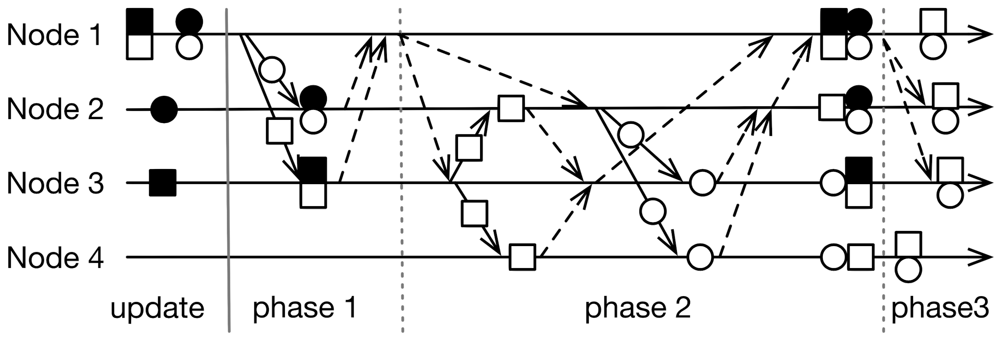 Node 1
Node 2
Node 3
Node 4
update phase 1 phase 2 phase3